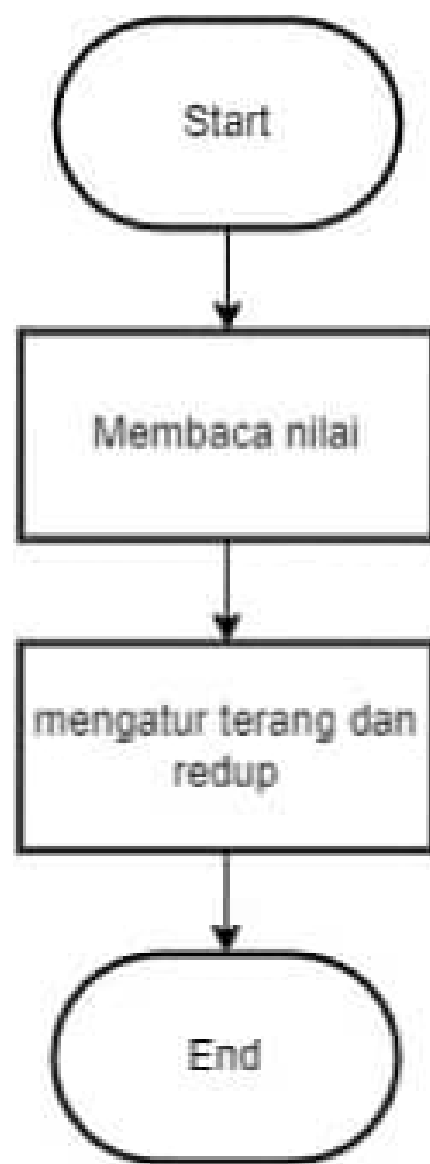 Start
Membaca nilai
mengatur terang dan
redup
End